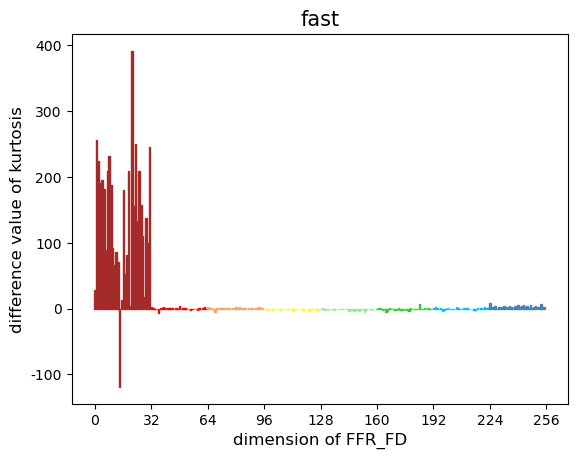 fast
difference value of kurtosis
400
300
200
100
0
-100
0 32 64 96 128 160 192 224 256
dimension of FFR_FD